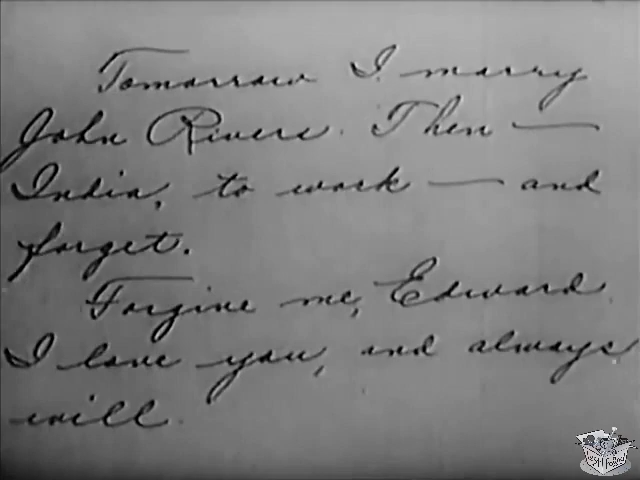 Tomorrow I marry
John Rivers. Then —
India, to work — and
forget.
Forgive me, Edward.
I love you, and always
will.